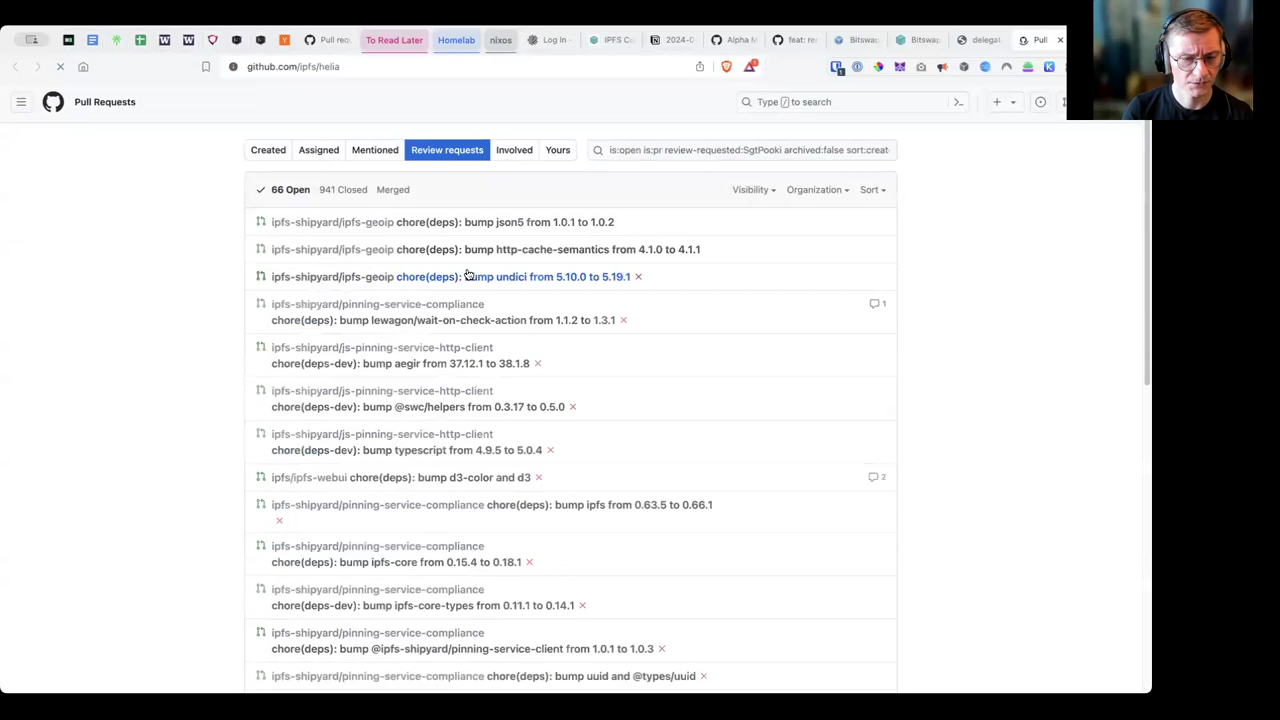 Pull req
To Read Later
Homelab
nixos
Log In -
IPFS C
2024-0
Alpha M
feat: re
Bitswa
Bitswap
delegat
Pull
github.com/ipfs/helia
Pull Requests
Type / to search
Created
Assigned
Mentioned
Review requests
Involved
Yours
is:open is:pr review-requested:SgtPooki archived:false sort:creat
66 Open
941 Closed
Merged
Visibility
Organization
Sort
ipfs-shipyard/ipfs-geoip chore(deps): bump json5 from 1.0.1 to 1.0.2
ipfs-shipyard/ipfs-geoip chore(deps): bump http-cache-semantics from 4.1.0 to 4.1.1
ipfs-shipyard/ipfs-geoip chore(deps): bump undici from 5.10.0 to 5.19.1
ipfs-shipyard/pinning-service-compliance
1
chore(deps): bump lewagon/wait-on-check-action from 1.1.2 to 1.3.1
ipfs-shipyard/js-pinning-service-http-client
chore(deps-dev): bump aegir from 37.12.1 to 38.1.8
ipfs-shipyard/js-pinning-service-http-client
chore(deps-dev): bump @swc/helpers from 0.3.17 to 0.5.0
ipfs-shipyard/js-pinning-service-http-client
chore(deps-dev): bump typescript from 4.9.5 to 5.0.4
ipfs/ipfs-webui chore(deps): bump d3-color and d3
2
ipfs-shipyard/pinning-service-compliance chore(deps): bump ipfs from 0.63.5 to 0.66.1
ipfs-shipyard/pinning-service-compliance
chore(deps): bump ipfs-core from 0.15.4 to 0.18.1
ipfs-shipyard/pinning-service-compliance
chore(deps-dev): bump ipfs-core-types from 0.11.1 to 0.14.1
ipfs-shipyard/pinning-service-compliance
chore(deps): bump @ipfs-shipyard/pinning-service-client from 1.0.1 to 1.0.3
ipfs-shipyard/pinning-service-compliance chore(deps): bump uuid and @types/uuid